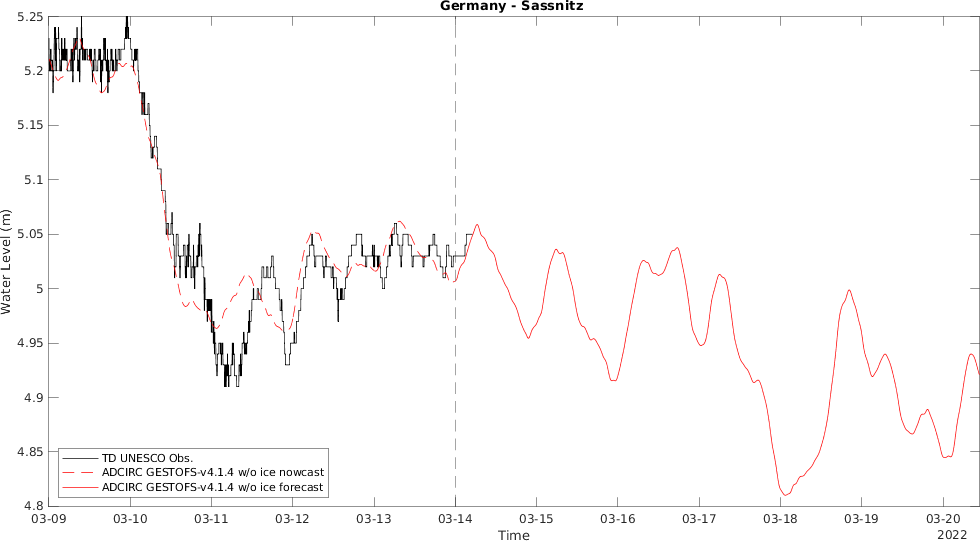 Germany - Sassnitz
Water Level (m)
5.25
5.2
5.15
5.1
5.05
5
4.95
4.9
4.85
4.8
TD UNESCO Obs.
ADCIRC GESTOFS-v4.1.4 w/o ice nowcast
ADCIRC GESTOFS-v4.1.4 w/o ice forecast
03-09 03-10 03-11 03-12 03-13 03-14 03-15 03-16 03-17 03-18 03-19 03-20
Time
2022